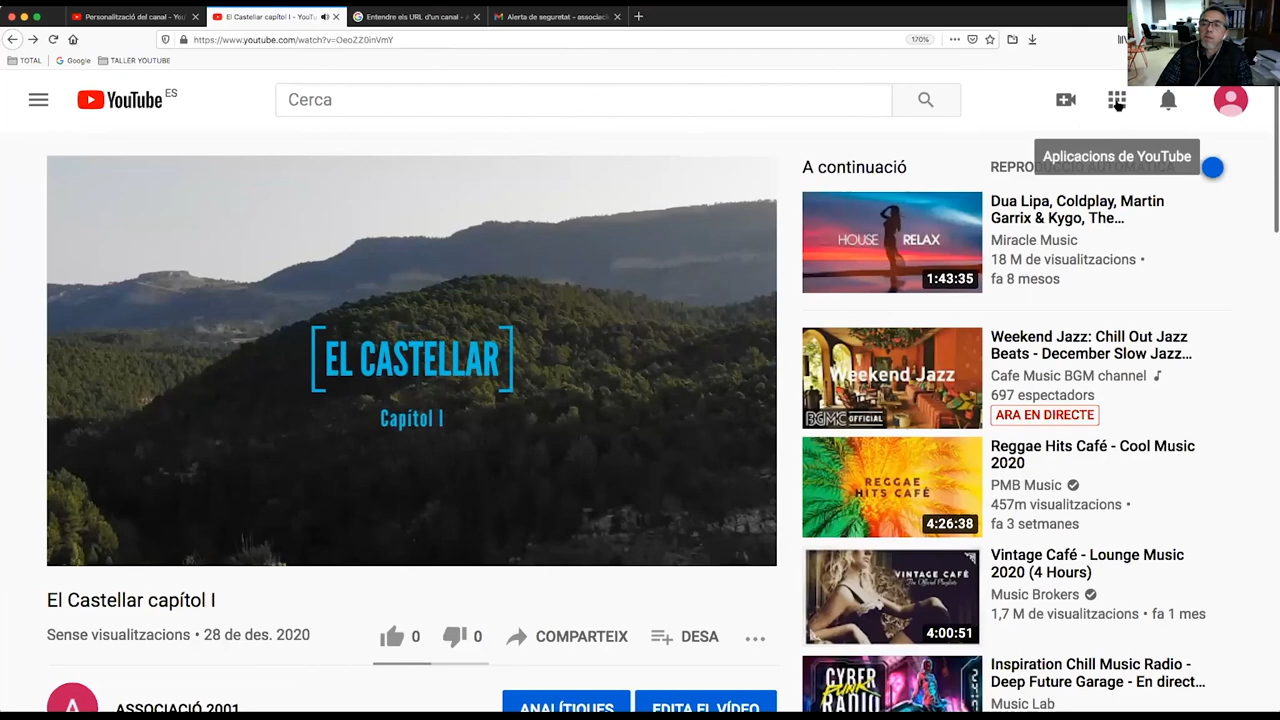 Personalització del canal - You
El Castellar capítol I - YouTu
Entendre els URL d'un canal - A
Alerta de seguretat - associac
https://www.youtube.com/watch?v=OeoZZ0inVmY
170%
TOTAL
Google
TALLER YOUTUBE
YouTube ES
Cerca
Aplicacions de YouTube
A continuació
EL CASTELLAR
Capítol I
HOUSE RELAX
1:43:35
Dua Lipa, Coldplay, Martin
Garrix & Kygo, The...
Miracle Music
18 M de visualitzacions •
fa 8 mesos
Weekend Jazz
BGMC OFFICIAL
Weekend Jazz: Chill Out Jazz
Beats - December Slow Jazz...
Cafe Music BGM channel
697 espectadors
ARA EN DIRECTE
REGGAE
HITS CAFÉ
4:26:38
Reggae Hits Café - Cool Music
2020
PMB Music
457m visualitzacions •
fa 3 setmanes
VINTAGE CAFÉ
4:00:51
Vintage Café - Lounge Music
2020 (4 Hours)
Music Brokers
1,7 M de visualitzacions • fa 1 mes
CYBER
PUNK
RADIO
Inspiration Chill Music Radio -
Deep Future Garage - En direct...
Music Lab
El Castellar capítol I
Sense visualitzacions • 28 de des. 2020
0
0
COMPARTEIX
DESA
A
ASSOCIACIÓ 2001
ANALÍTIQUES
EDITA EL VÍDEO